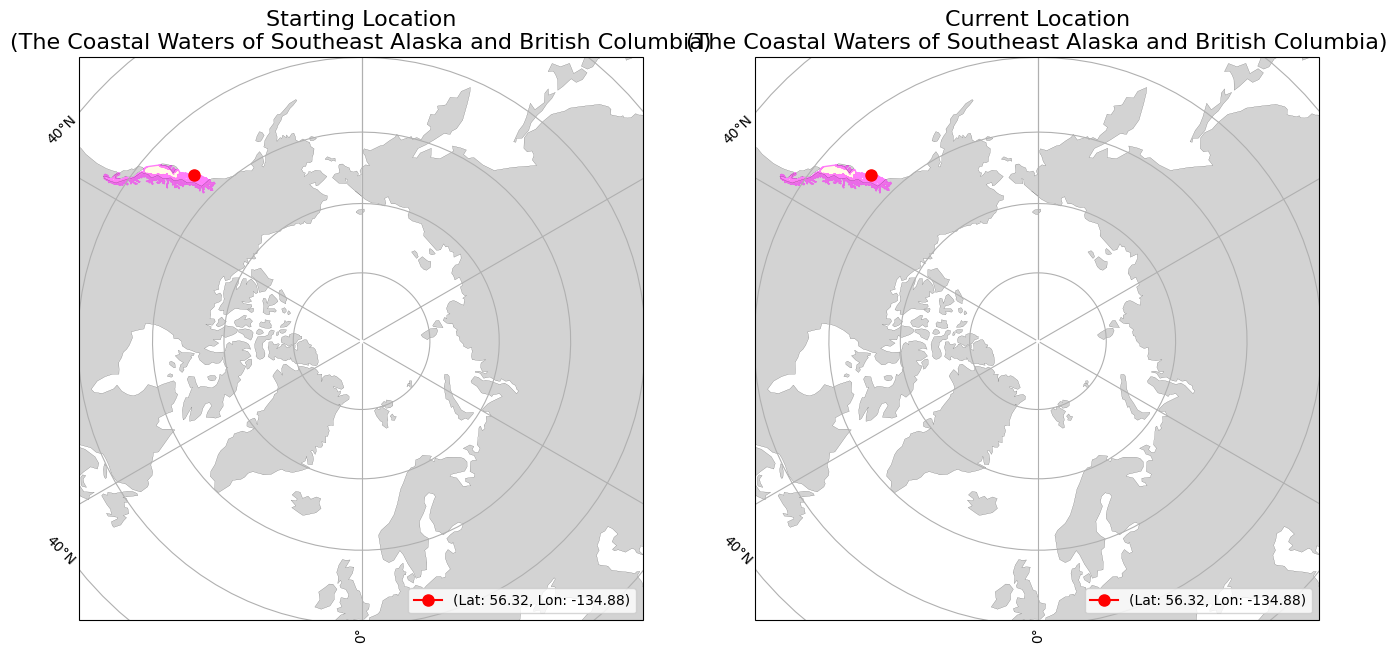 Starting Location
(The Coastal Waters of Southeast Alaska and British Columbia)
40°N
40°N
0°
(Lat: 56.32, Lon: -134.88)
Current Location
(The Coastal Waters of Southeast Alaska and British Columbia)
40°N
40°N
0°
(Lat: 56.32, Lon: -134.88)